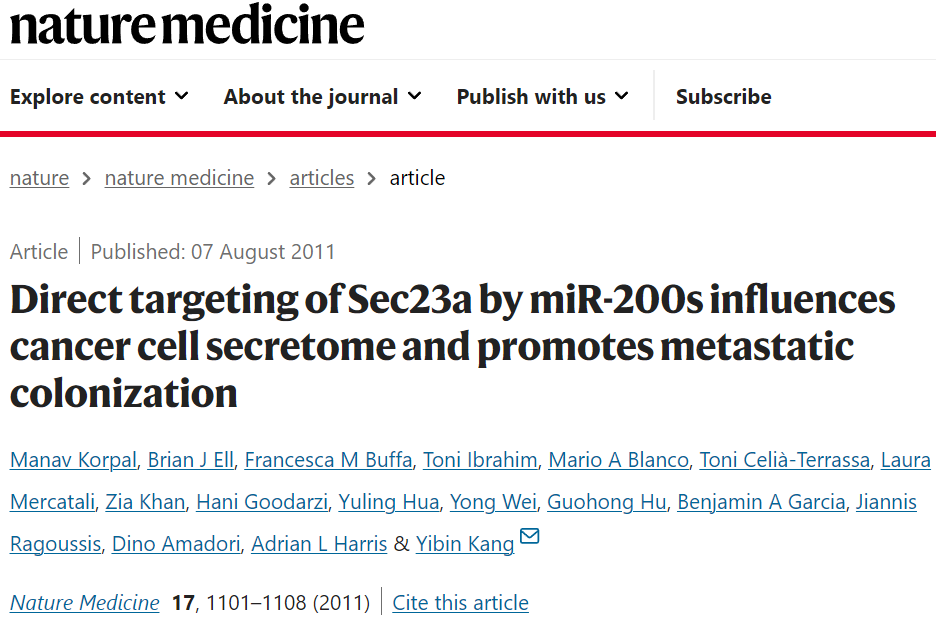 nature medicine
Explore content About the journal Publish with us Subscribe
nature > nature medicine > articles > article
Article | Published: 07 August 2011
Direct targeting of Sec23a by miR-200s influences
cancer cell secretome and promotes metastatic
colonization
Manav Korpal, Brian J Ell, Francesca M Buffa, Toni Ibrahim, Mario A Blanco, Toni Celià-Terrassa, Laura
Mercatali, Zia Khan, Hani Goodarzi, Yuling Hua, Yong Wei, Guohong Hu, Benjamin A Garcia, Jiannis
Ragoussis, Dino Amadori, Adrian L Harris & Yibin Kang
Nature Medicine 17, 1101–1108 (2011) | Cite this article